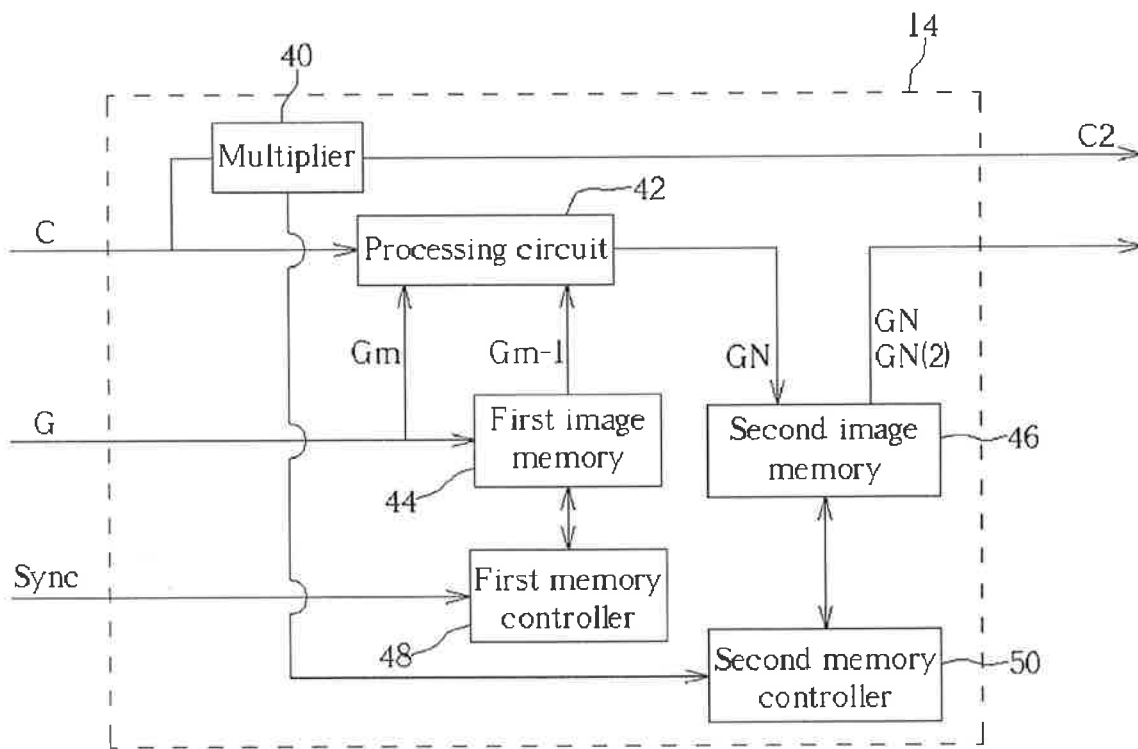 14
40
Multiplier
C2
42
C
Processing circuit
Gm
Gm-1
GN
GN
GN(2)
G
First image
memory
Second image
memory
46
44
Sync
First memory
controller
48
Second memory
controller
50